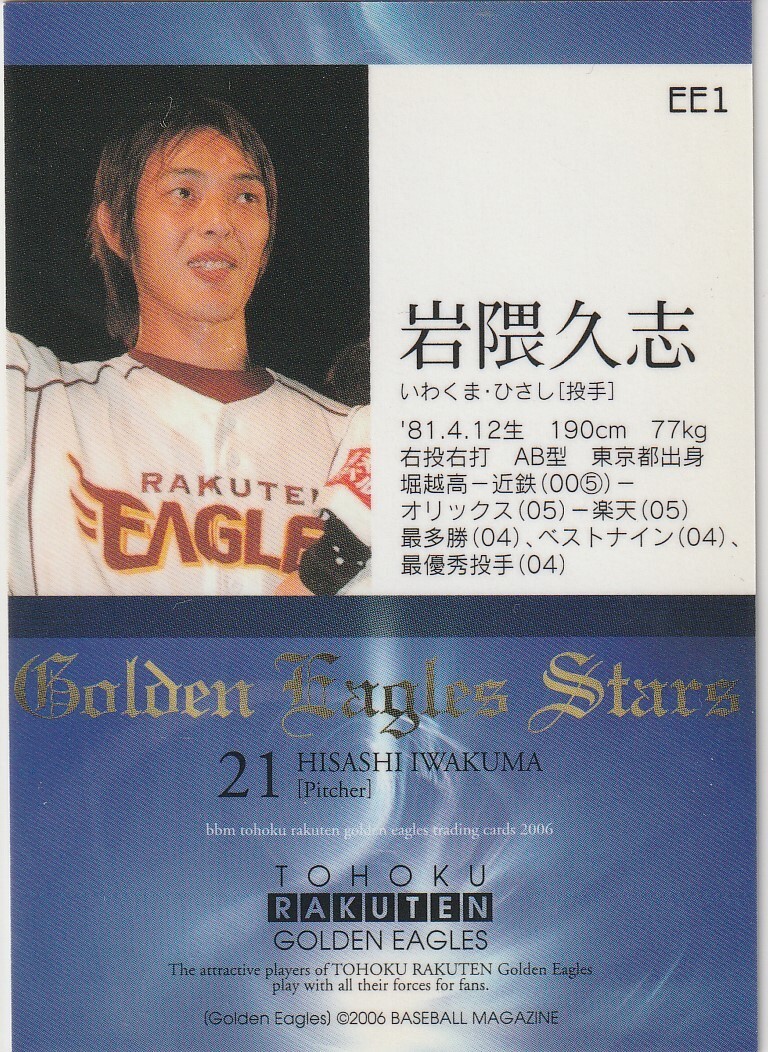 EE1
RAKUTEN
EAGLE
岩隈久志
いわくま・ひさし[投手]
'81.4.12生 190cm 77kg
右投右打 AB型 東京都出身
堀越高－近鉄(00⑤)－
オリックス(05)－楽天(05)
最多勝(04)、ベストナイン(04)、
最優秀投手(04)
Golden Eagles Stars
21 HISASHI IWAKUMA
[Pitcher]
bbm tohoku rakuten golden eagles trading cards 2006
TOHOKU
RAKUTEN
GOLDEN EAGLES
The attractive players of TOHOKU RAKUTEN Golden Eagles
play with all their forces for fans.
(Golden Eagles) ©2006 BASEBALL MAGAZINE